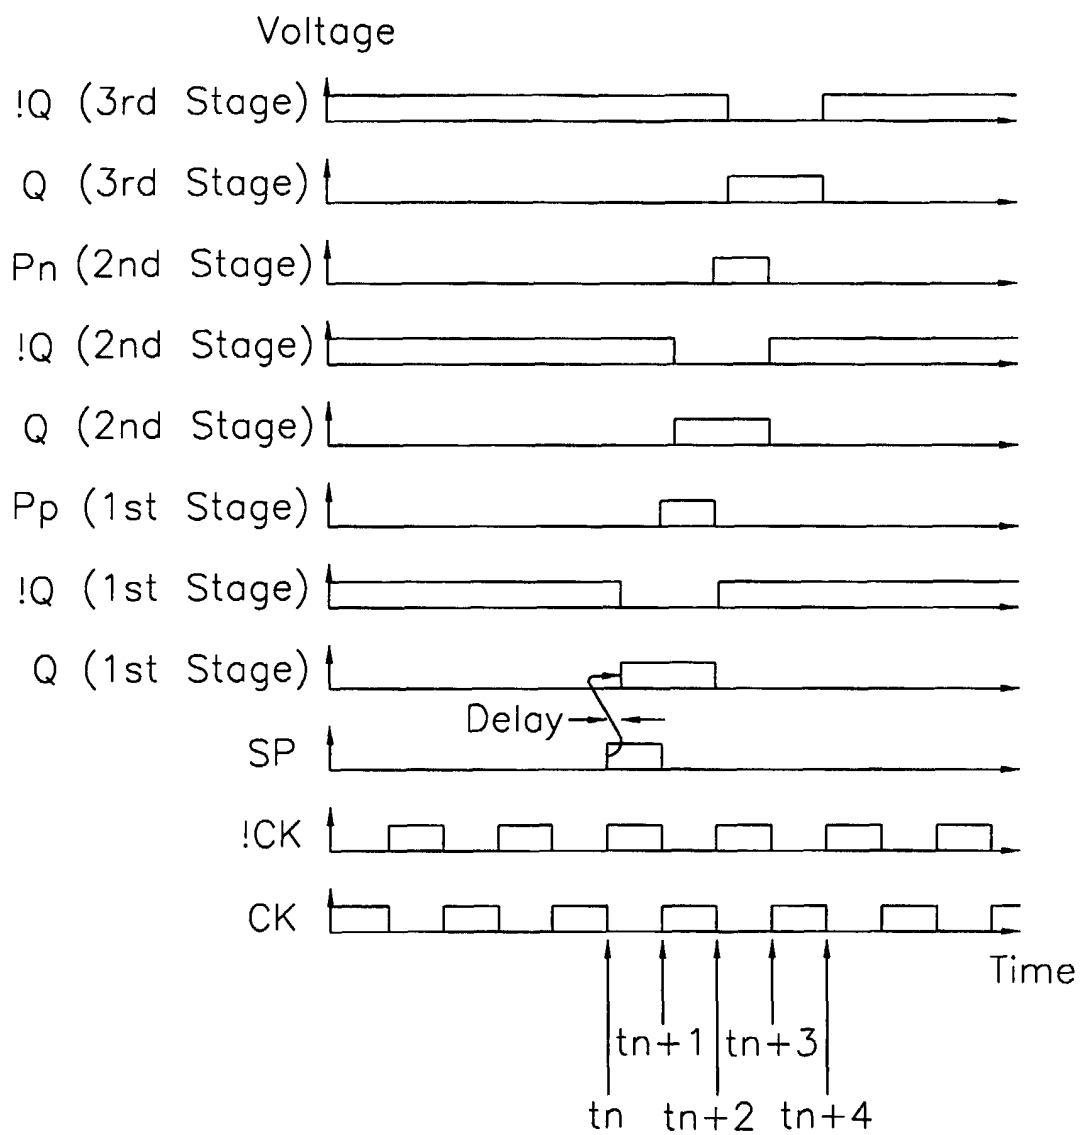 Voltage
!Q (3rd Stage)
Q (3rd Stage)
Pn (2nd Stage)
!Q (2nd Stage)
Q (2nd Stage)
Pp (1st Stage)
!Q (1st Stage)
Q (1st Stage)
Delay
SP
!CK
CK
Time
tn+1 tn+3
tn tn+2 tn+4